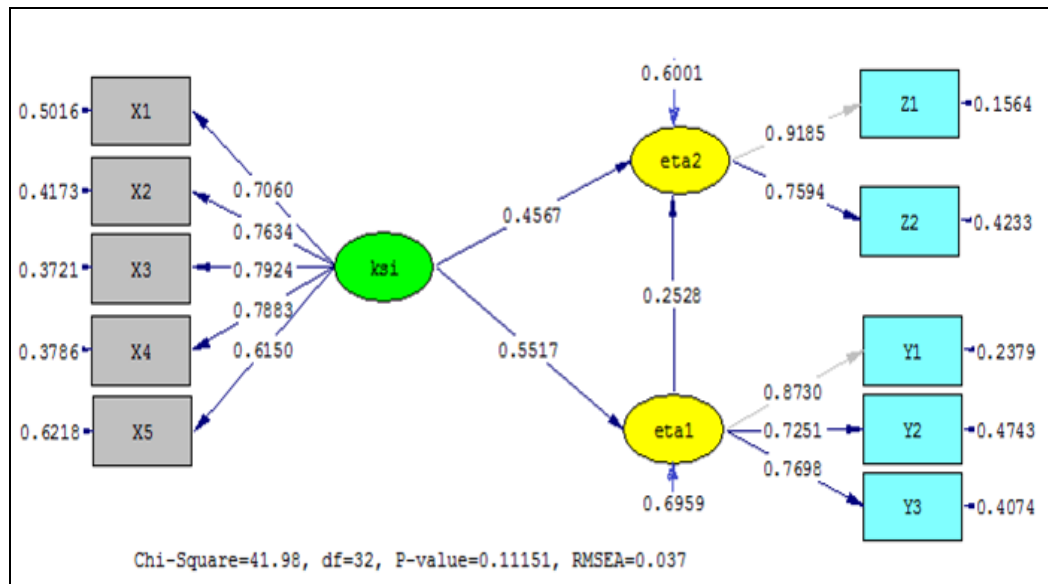 0.6001
0.5016 X1 Z1 0.1564
0.9185
eta2
0.4173 X2 0.7060 0.7594
0.7634 0.4567 Z2 0.4233
0.3721 X3 0.7924 ksi
0.7883 0.2528
0.3786 X4 0.6150 0.5517 Y1 0.2379
0.8730
0.6218 X5 eta1 0.7251 Y2 0.4743
0.7698
0.6959 Y3 0.4074
Chi-Square=41.98, df=32, P-value=0.11151, RMSEA=0.037